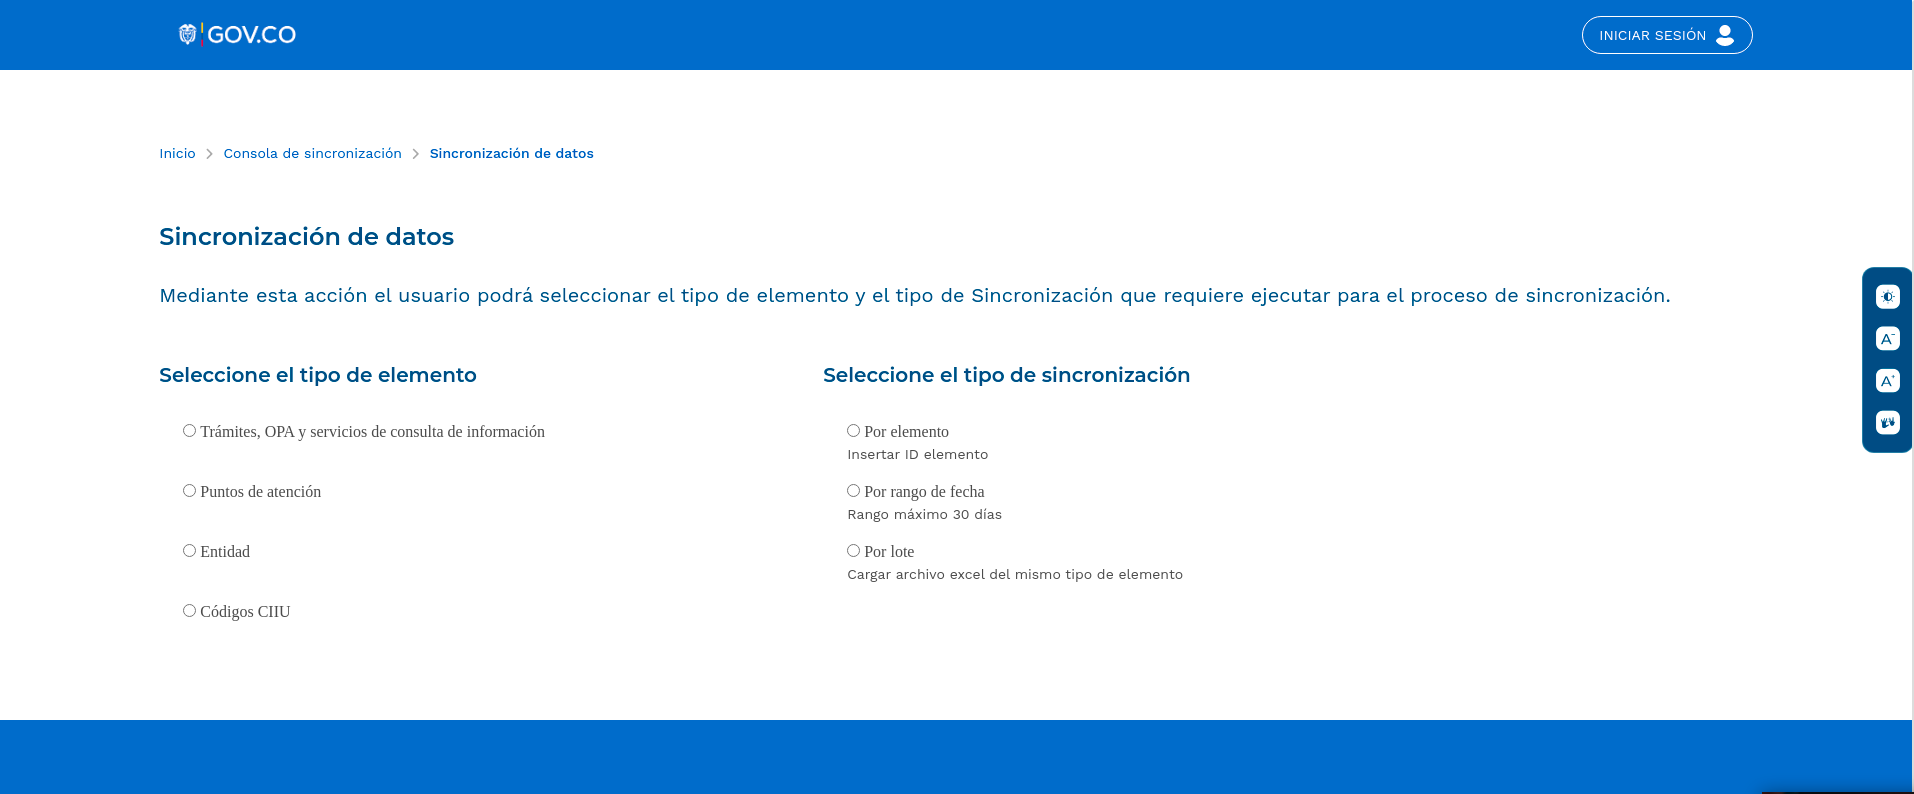 GOV.CO
INICIAR SESIÓN
Inicio
Consola de sincronización
Sincronización de datos
Sincronización de datos
Mediante esta acción el usuario podrá seleccionar el tipo de elemento y el tipo de Sincronización que requiere ejecutar para el proceso de sincronización.
Seleccione el tipo de elemento
Trámites, OPA y servicios de consulta de información
Puntos de atención
Entidad
Códigos CIIU
Seleccione el tipo de sincronización
Por elemento
Insertar ID elemento
Por rango de fecha
Rango máximo 30 días
Por lote
Cargar archivo excel del mismo tipo de elemento
A-
A+